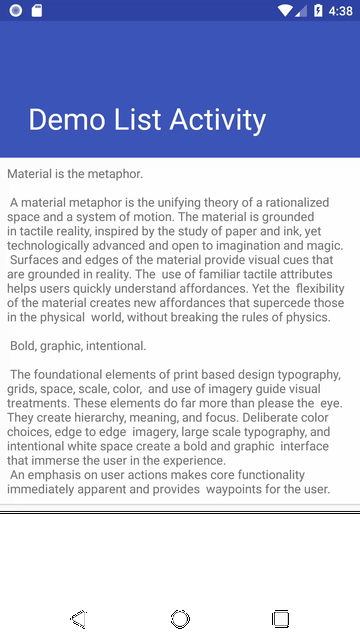 4:38
Demo List Activity
Material is the metaphor.
A material metaphor is the unifying theory of a rationalized
space and a system of motion. The material is grounded
in tactile reality, inspired by the study of paper and ink, yet
technologically advanced and open to imagination and magic.
Surfaces and edges of the material provide visual cues that
are grounded in reality. The  use of familiar tactile attributes
helps users quickly understand affordances. Yet the  flexibility
of the material creates new affordances that supercede those
in the physical  world, without breaking the rules of physics.
Bold, graphic, intentional.
The foundational elements of print based design typography,
grids, space, scale, color,  and use of imagery guide visual
treatments. These elements do far more than please the  eye.
They create hierarchy, meaning, and focus. Deliberate color
choices, edge to edge  imagery, large scale typography, and
intentional white space create a bold and graphic  interface
that immerse the user in the experience.
An emphasis on user actions makes core functionality
immediately apparent and provides  waypoints for the user.